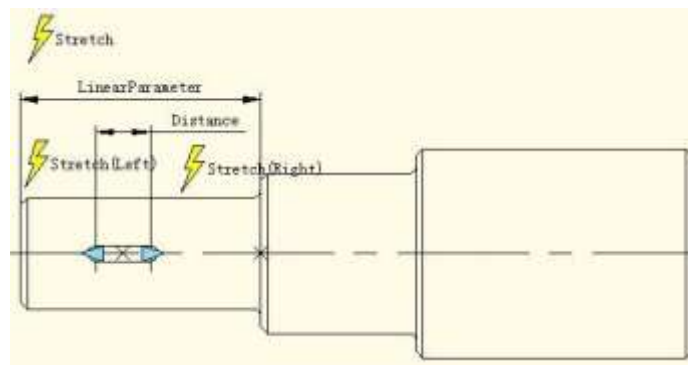 Stretch
LinearParameter
Distance
Stretch(Left)
Stretch(Right)